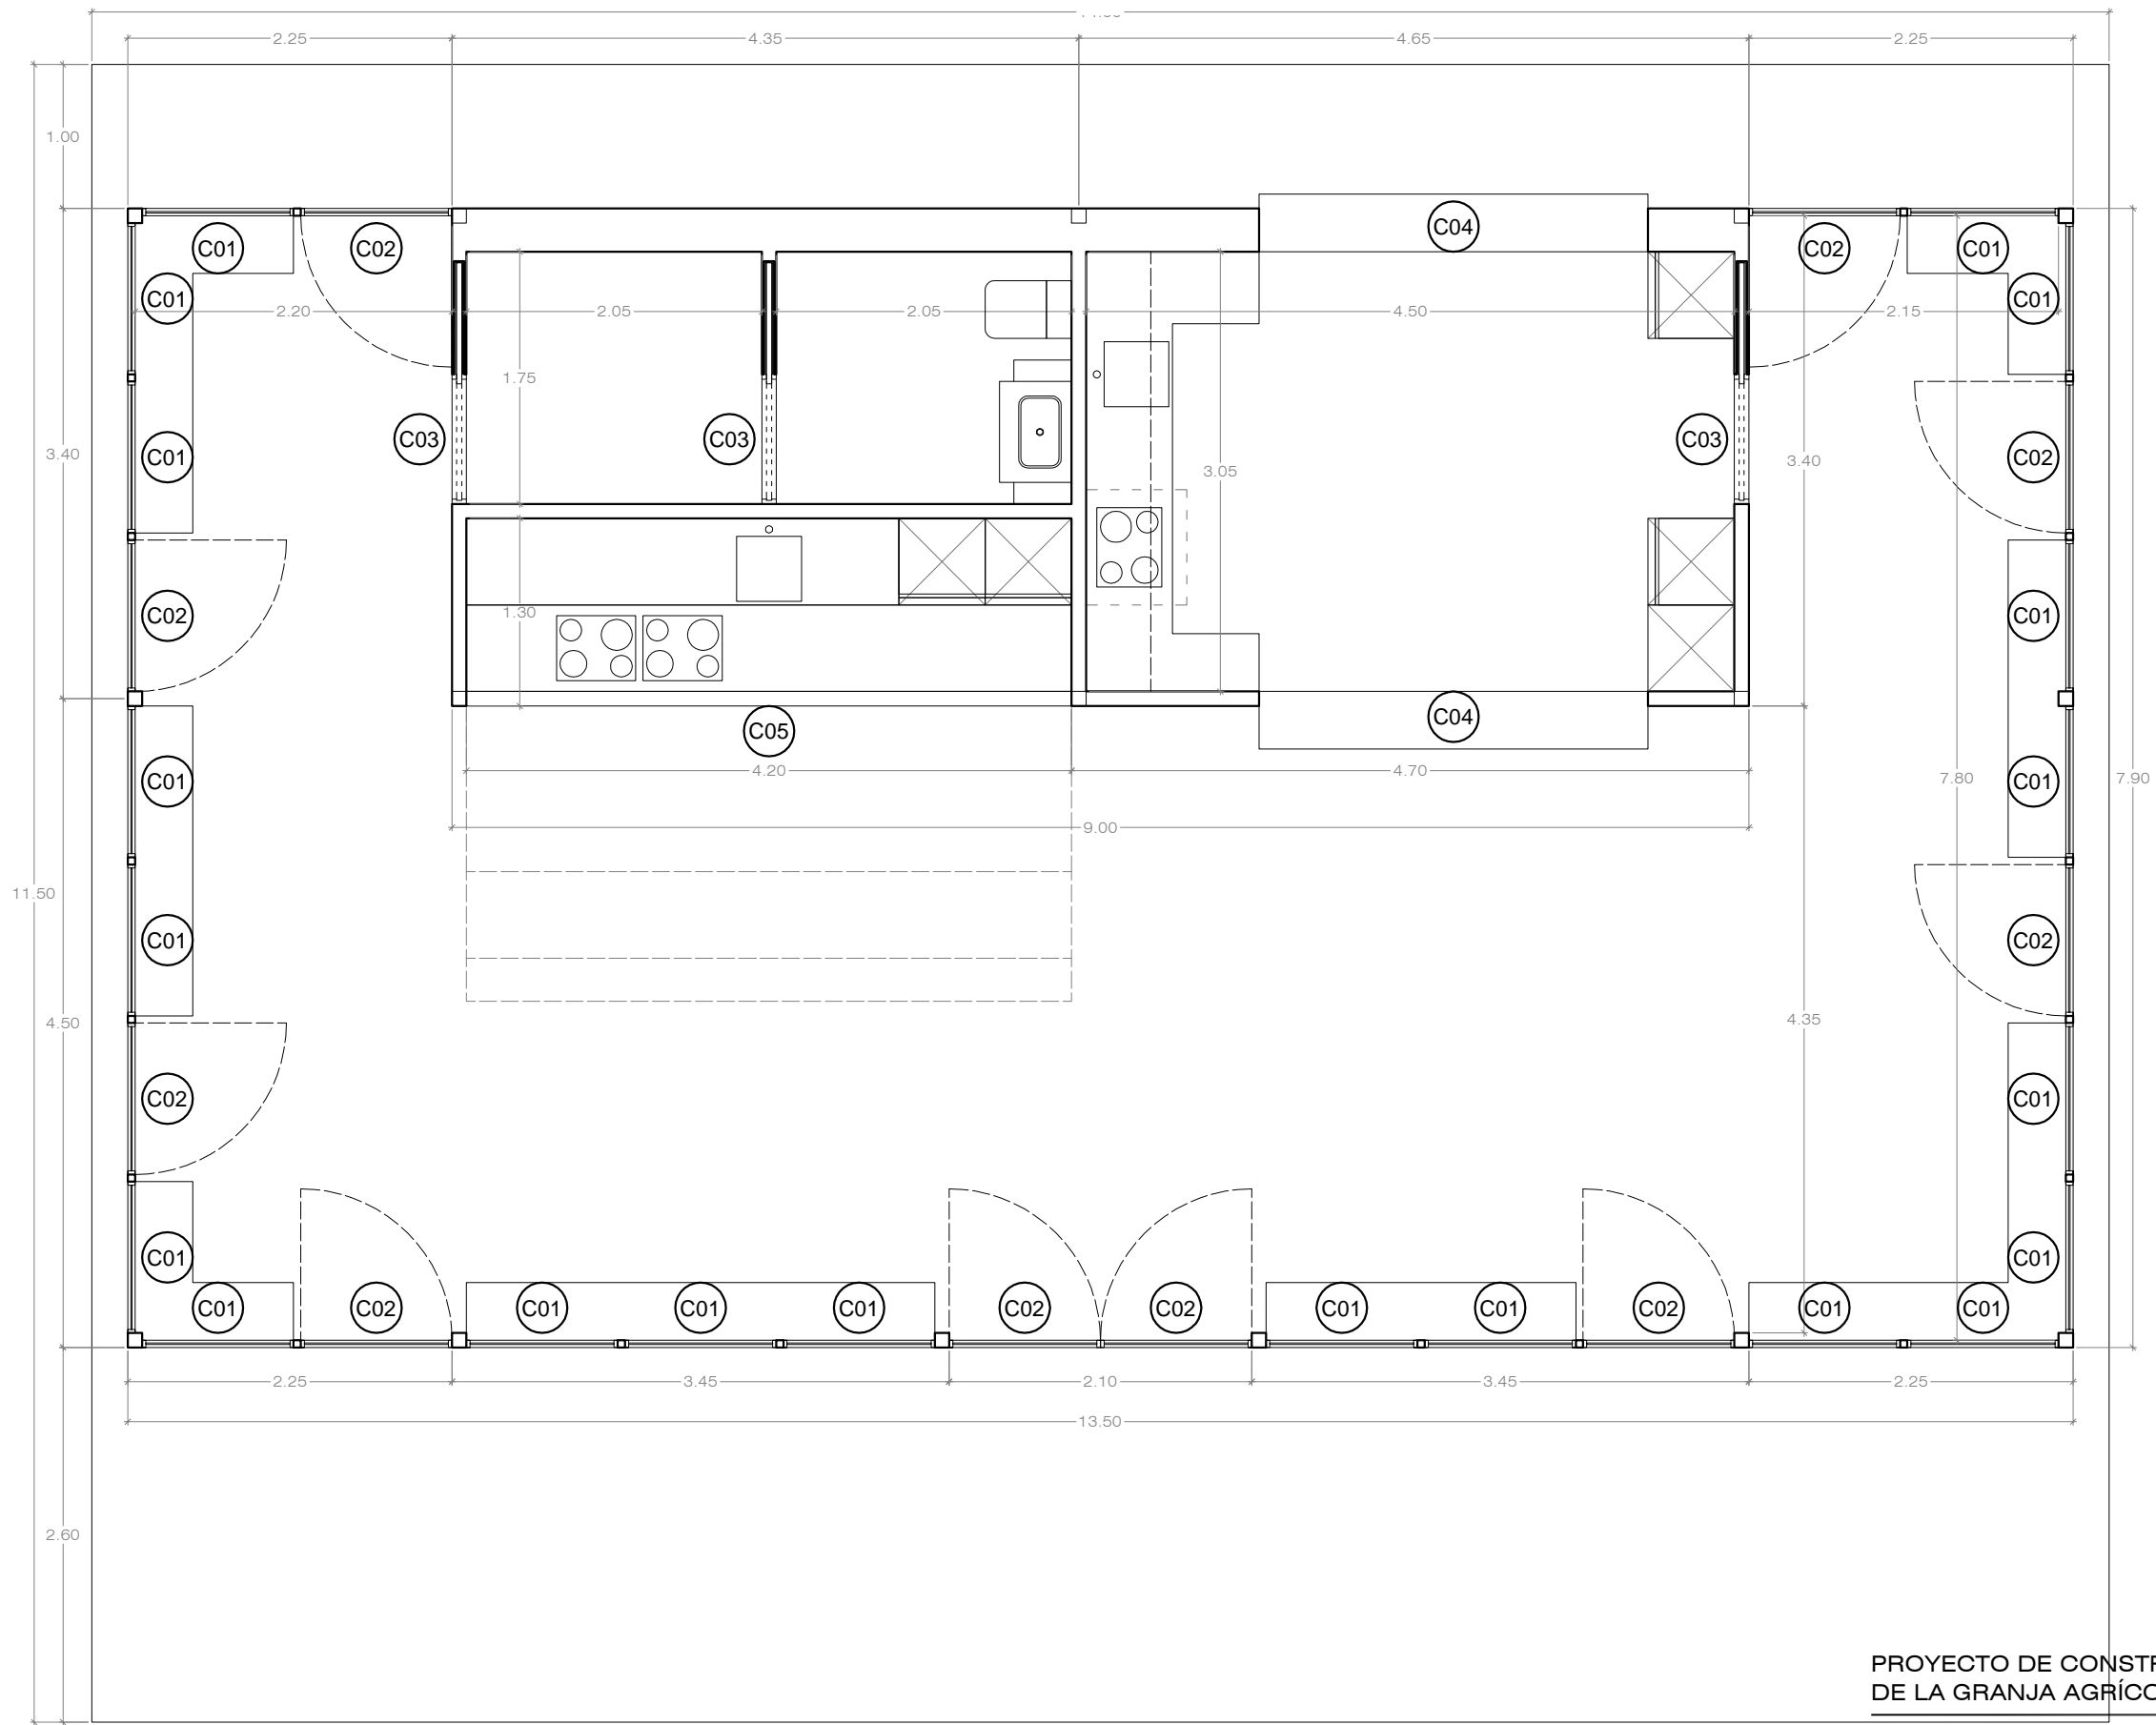 2.25 4.35 4.65 2.25
1.00
C04
C01 C02 C02 C01
C01 C01
2.20 2.05 2.05 4.50 2.15
1.75
C03 C03 C03
3.40 C01 3.05 3.40 C02
1.30
C02 C01
C05 C04
4.20 4.70
C01 7.80 C01 7.90
9.00
11.50
C01 C02
4.50 4.35
C02 C01
C01 C01
C01 C02 C01 C01 C01 C02 C02 C01 C01 C02 C01 C01
2.25 3.45 2.10 3.45 2.25
13.50
2.60
PROYECTO DE CONSTR
DE LA GRANJA AGRÍCO